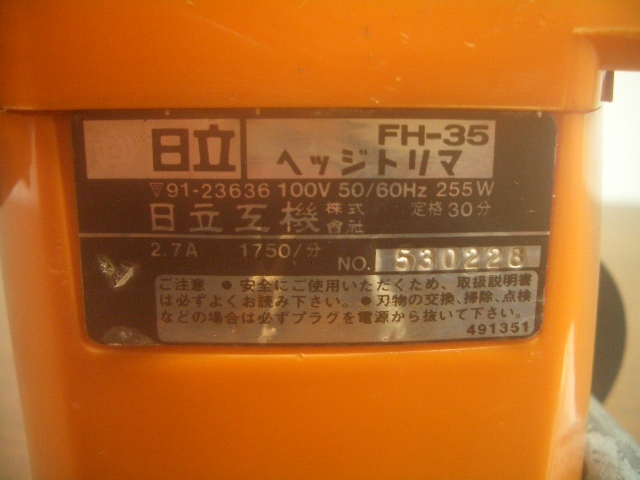 日立 FH-35
ヘッジトリマ
▽91-23636 100V 50/60Hz 255W
日立工機 株式會社 定格30分
2.7A 1750/分 NO. 530228
ご注意 ●安全にご使用いただくため、取扱説明書
は必ずよくお読み下さい。●刃物の交換、掃除、点検
などの場合は必ずプラグを電源から抜いて下さい。
491351